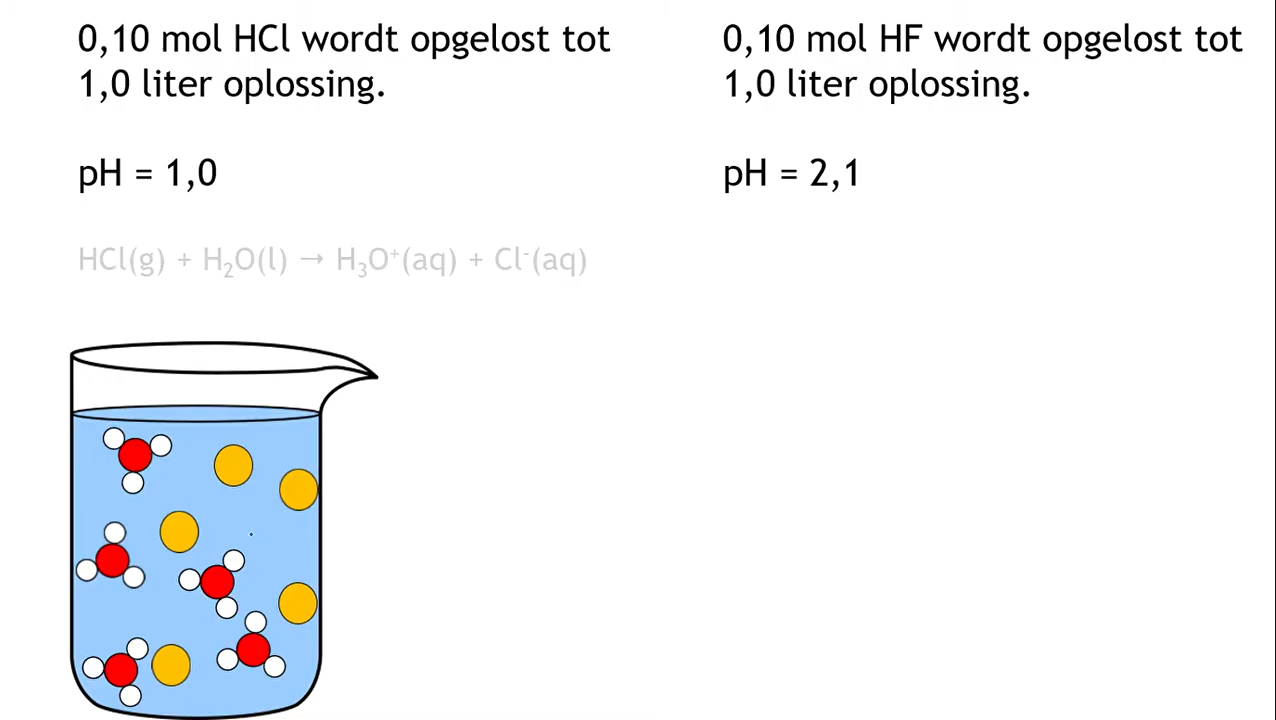 0,10 mol HCl wordt opgelost tot
1,0 liter oplossing.
pH = 1,0
HCl(g) + H₂O(l) → H₃O⁺(aq) + Cl⁻(aq)
0,10 mol HF wordt opgelost tot
1,0 liter oplossing.
pH = 2,1